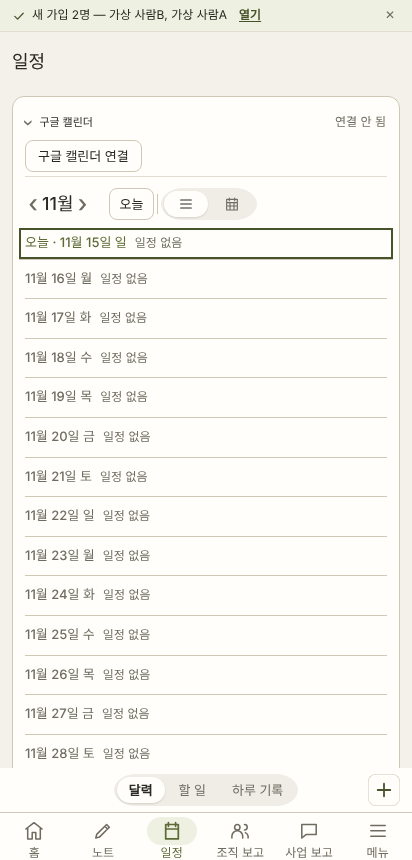 새 가입 2명 — 가상 사람B, 가상 사람A 열기
일정
구글 캘린더 연결 안 됨
구글 캘린더 연결
11월 오늘
오늘 · 11월 15일 일 일정 없음
11월 16일 월 일정 없음
11월 17일 화 일정 없음
11월 18일 수 일정 없음
11월 19일 목 일정 없음
11월 20일 금 일정 없음
11월 21일 토 일정 없음
11월 22일 일 일정 없음
11월 23일 월 일정 없음
11월 24일 화 일정 없음
11월 25일 수 일정 없음
11월 26일 목 일정 없음
11월 27일 금 일정 없음
11월 28일 토 일정 없음
달력 할 일 하루 기록
홈 노트 일정 조직 보고 사업 보고 메뉴